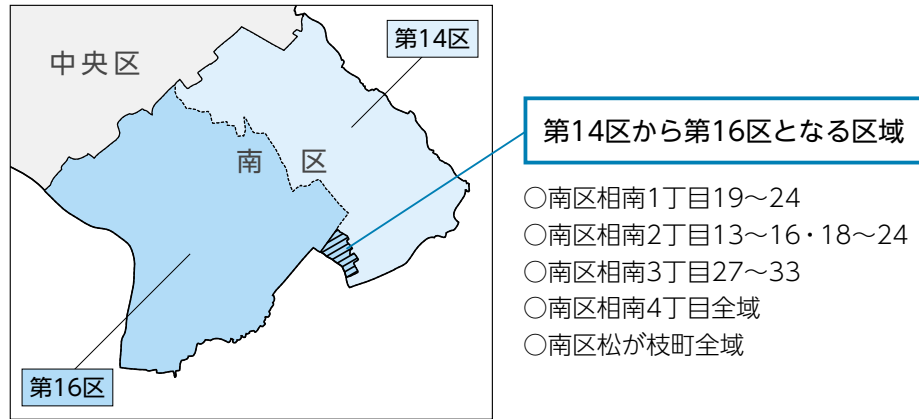 中央区
第14区
南区
第16区
第14区から第16区となる区域
○南区相南1丁目19～24
○南区相南2丁目13～16・18～24
○南区相南3丁目27～33
○南区相南4丁目全域
○南区松が枝町全域